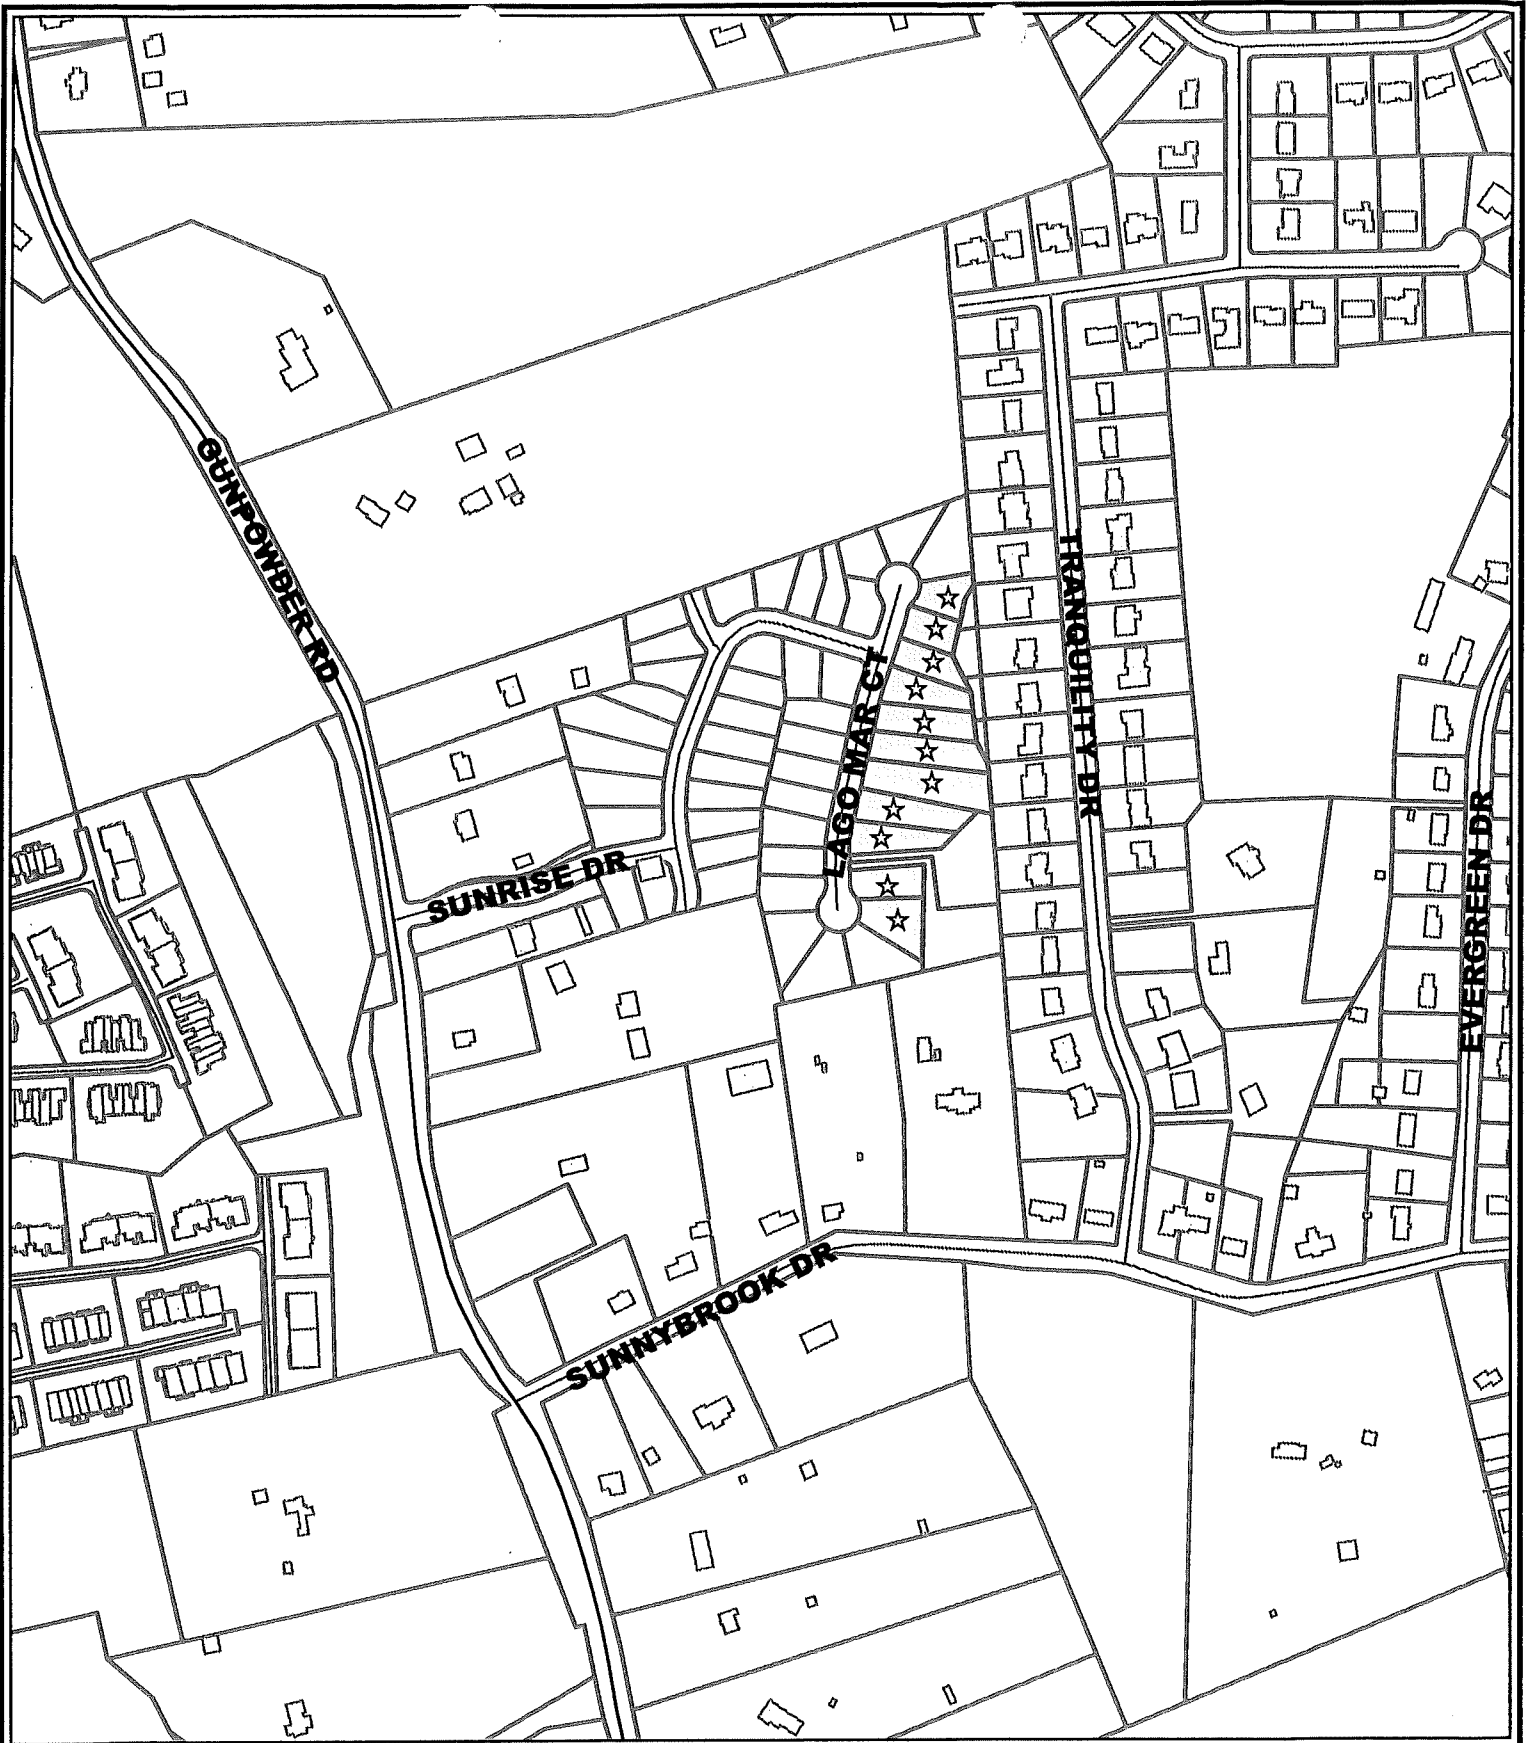 GUNPOWDER RD
TRANQUILITY DR
LAGO MAR CT
SUNRISE DR
EVERGREEN DR
SUNNYBROOK DR